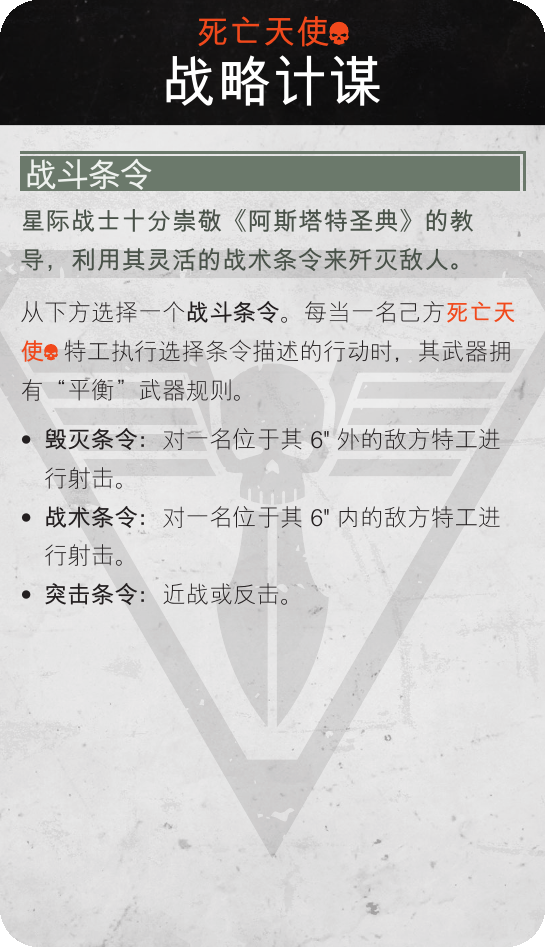 死亡天使
战略计谋
战斗条令
星际战士十分崇敬《阿斯塔特圣典》的教
导，利用其灵活的战术条令来歼灭敌人。
从下方选择一个战斗条令。每当一名己方死亡天
使 特工执行选择条令描述的行动时，其武器拥
有“平衡”武器规则。
• 毁灭条令：对一名位于其 6" 外的敌方特工进
行射击。
• 战术条令：对一名位于其 6" 内的敌方特工进
行射击。
• 突击条令：近战或反击。